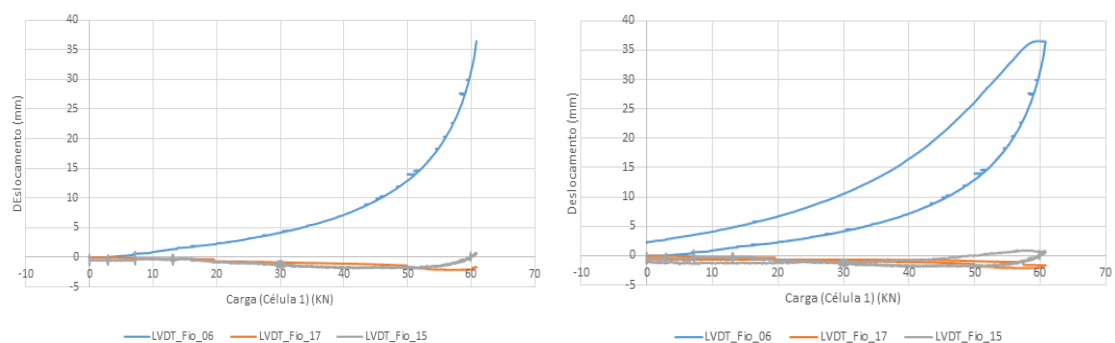 40
35
30
25
20
15
10
5
0
-5
-10 0 10 20 30 40 50 60 70
DEslocamento (mm)
Carga (Célula 1) (KN)
LVDT_Fio_06 LVDT_Fio_17 LVDT_Fio_15
40
35
30
25
20
15
10
5
0
-5
-10 0 10 20 30 40 50 60 70
Deslocamento (mm)
Carga (Célula 1) (KN)
LVDT_Fio_06 LVDT_Fio_17 LVDT_Fio_15